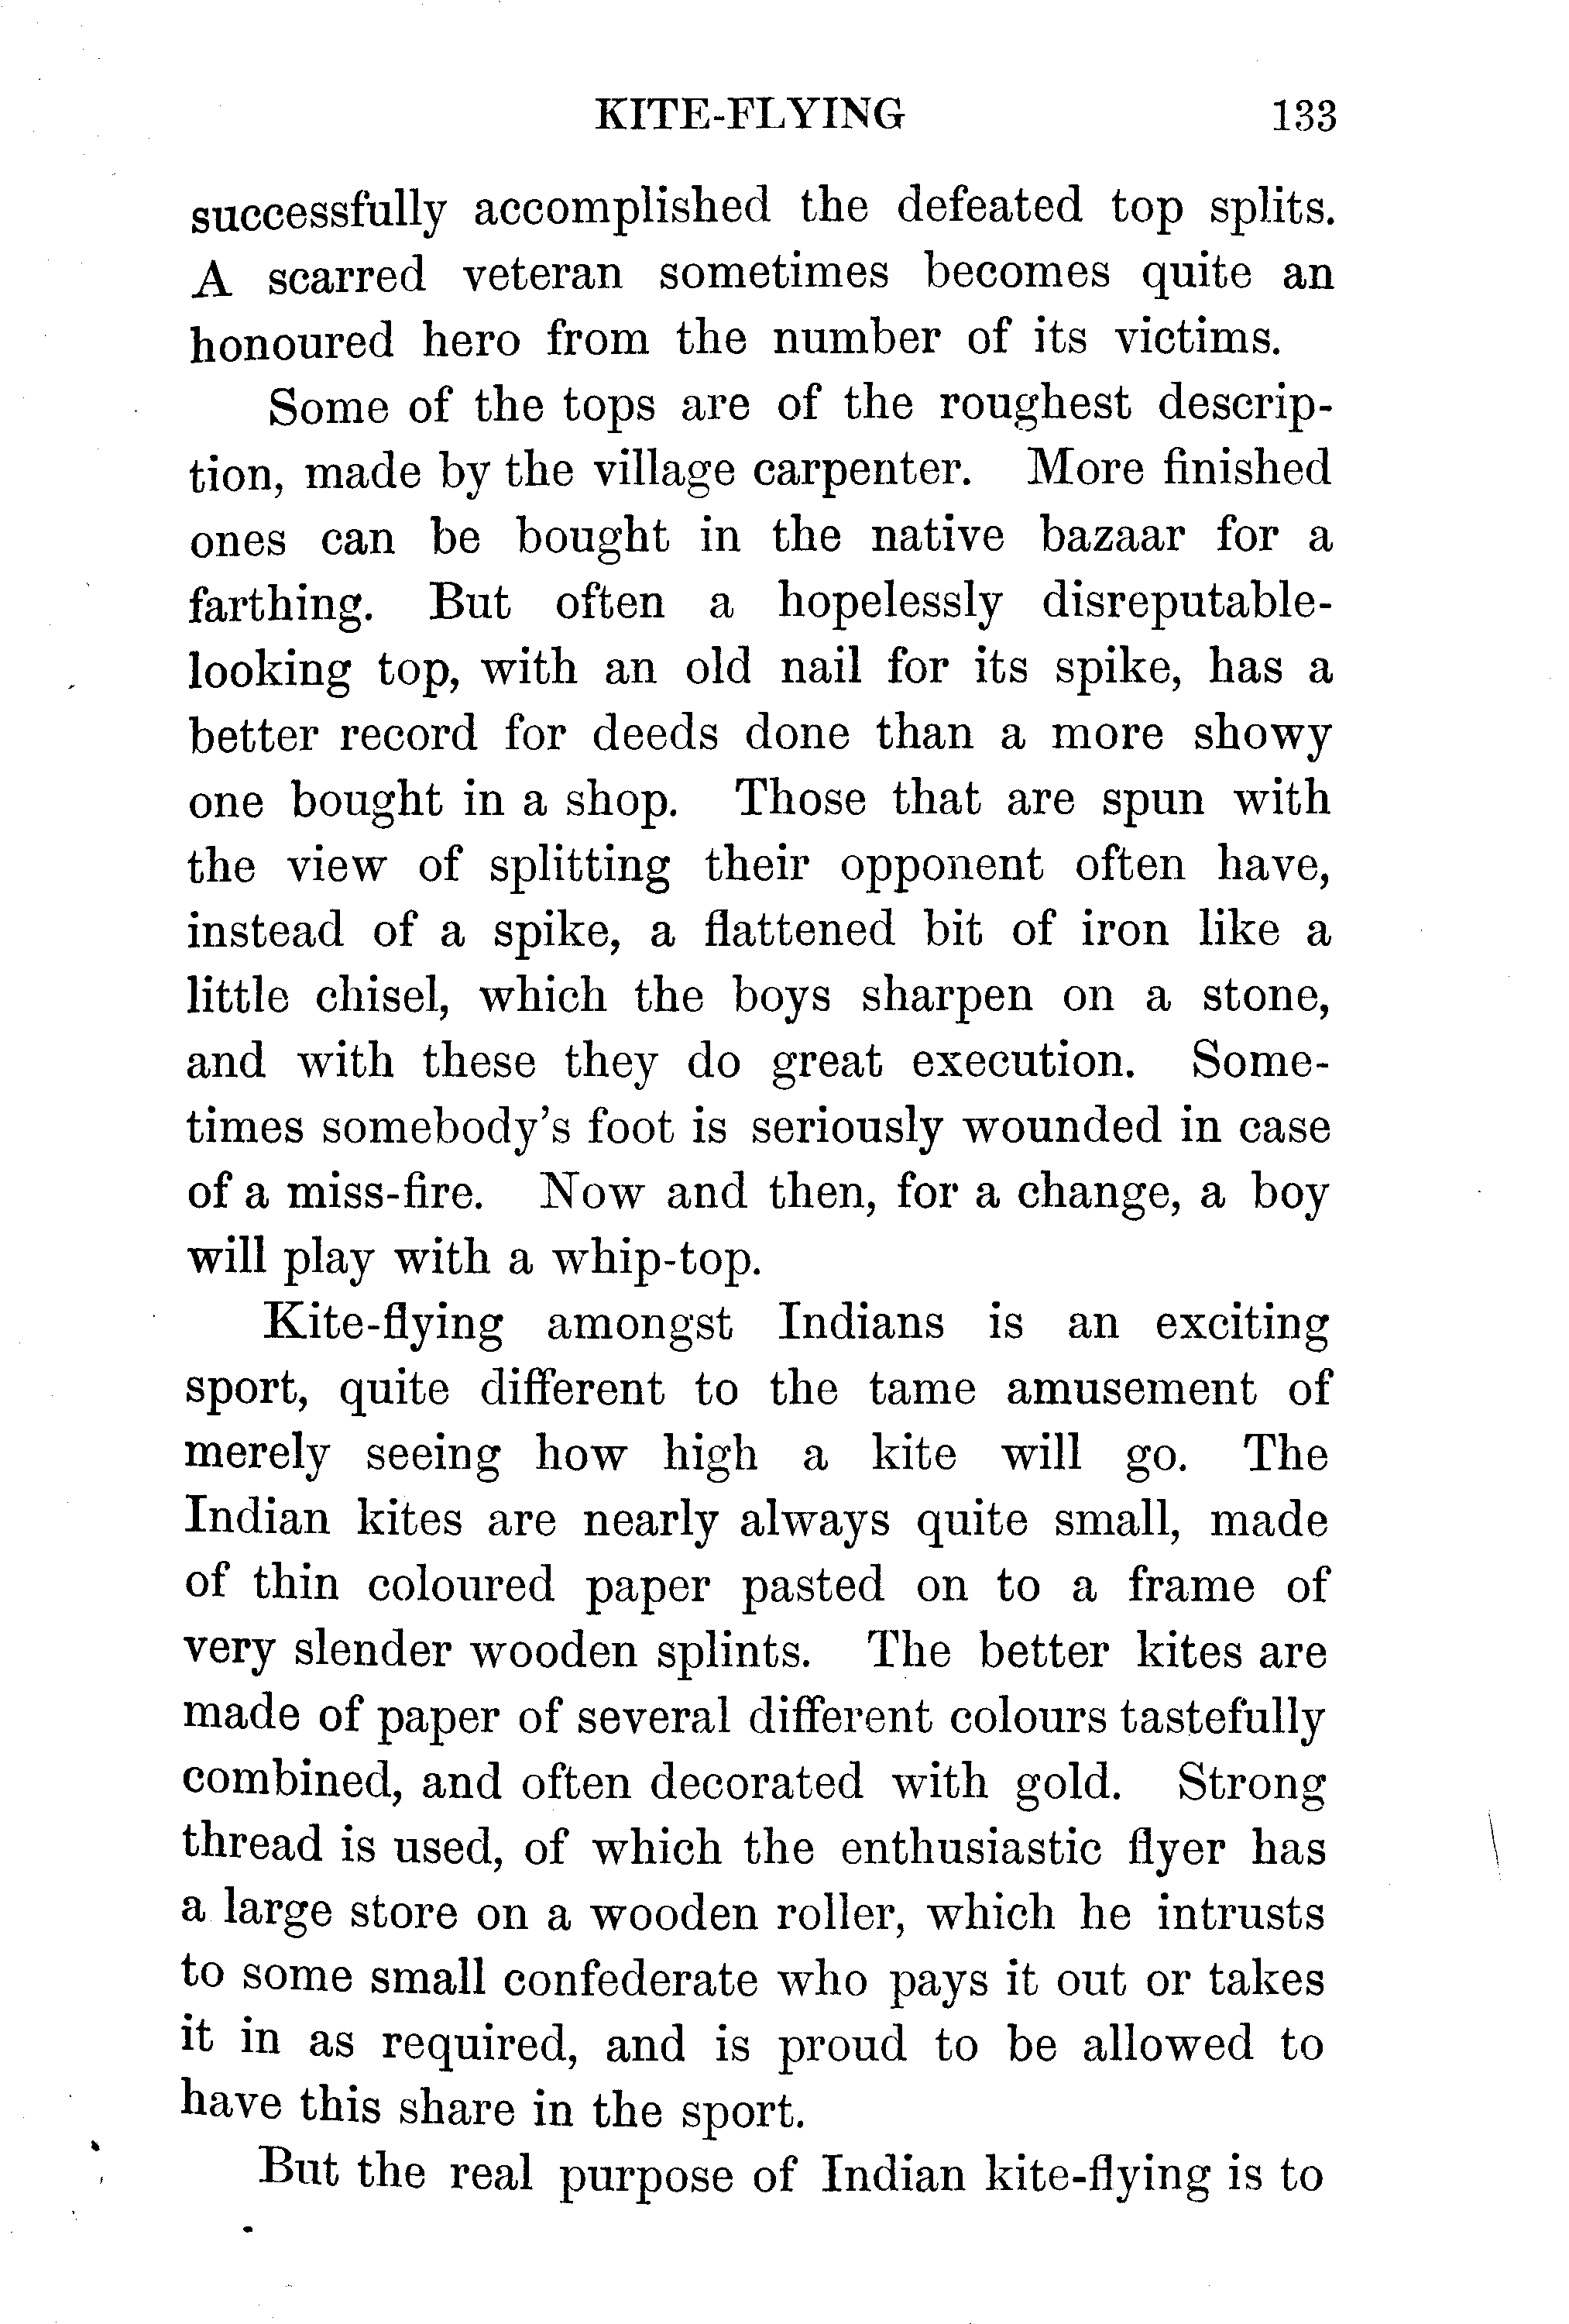 KITE-FLYING 133
successfully accomplished the defeated top splits.
A scarred veteran sometimes becomes quite an
honoured hero from the number of its victims.
Some of the tops are of the roughest descrip-
tion, made by the village carpenter. More finished
ones can be bought in the native bazaar for a
farthing. But often a hopelessly disreputable-
looking top, with an old nail for its spike, has a
better record for deeds done than a more showy
one bought in a shop. Those that are spun with
the view of splitting their opponent often have,
instead of a spike, a flattened bit of iron like a
little chisel, which the boys sharpen on a stone,
and with these they do great execution. Some-
times somebody's foot is seriously wounded in case
of a miss-fire. Now and then, for a change, a boy
will play with a whip-top.
Kite-flying amongst Indians is an exciting
sport, quite different to the tame amusement of
merely seeing how high a kite will go. The
Indian kites are nearly always quite small, made
of thin coloured paper pasted on to a frame of
very slender wooden splints. The better kites are
made of paper of several different colours tastefully
combined, and often decorated with gold. Strong
thread is used, of which the enthusiastic flyer has
a large store on a wooden roller, which he intrusts
to some small confederate who pays it out or takes
it in as required, and is proud to be allowed to
have this share in the sport.
But the real purpose of Indian kite-flying is to